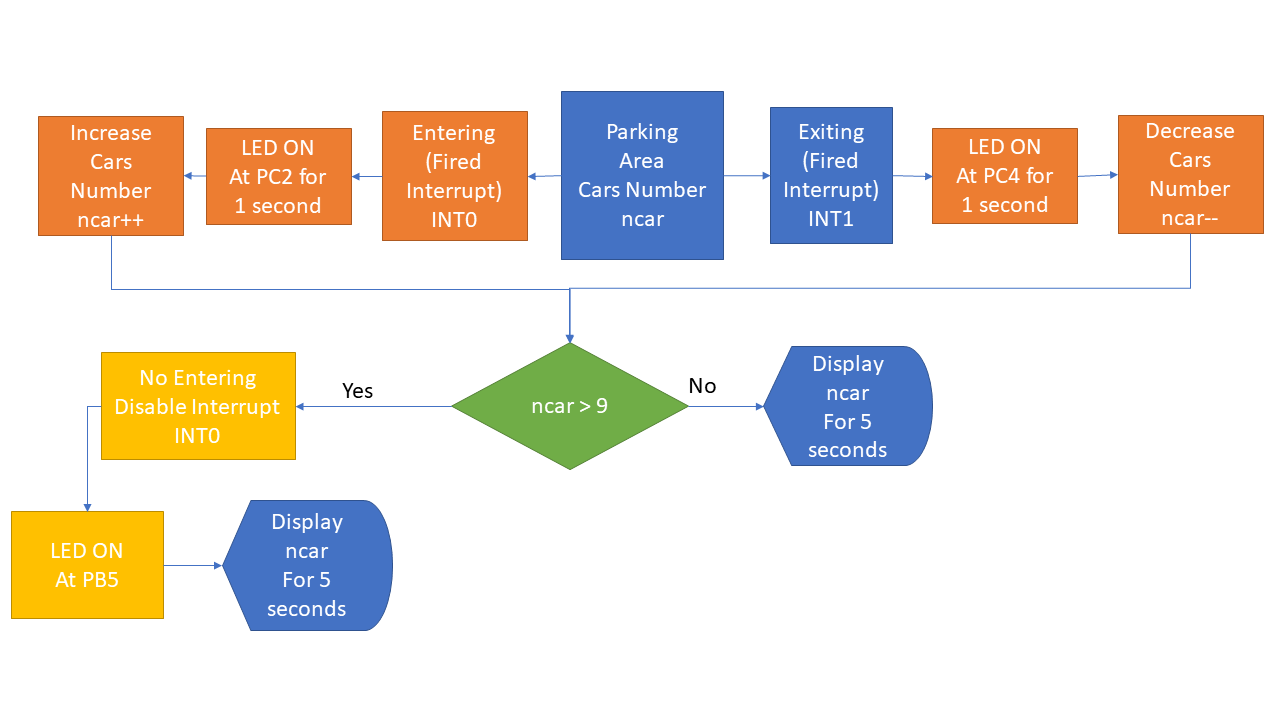 Increase
Cars
Number
ncar++
LED ON
At PC2 for
1 second
Entering
(Fired
Interrupt)
INT0
Parking
Area
Cars Number
ncar
Exiting
(Fired
Interrupt)
INT1
LED ON
At PC4 for
1 second
Decrease
Cars
Number
ncar--
No Entering
Disable Interrupt
INT0
Yes
ncar > 9
No
Display
ncar
For 5
seconds
LED ON
At PB5
Display
ncar
For 5
seconds